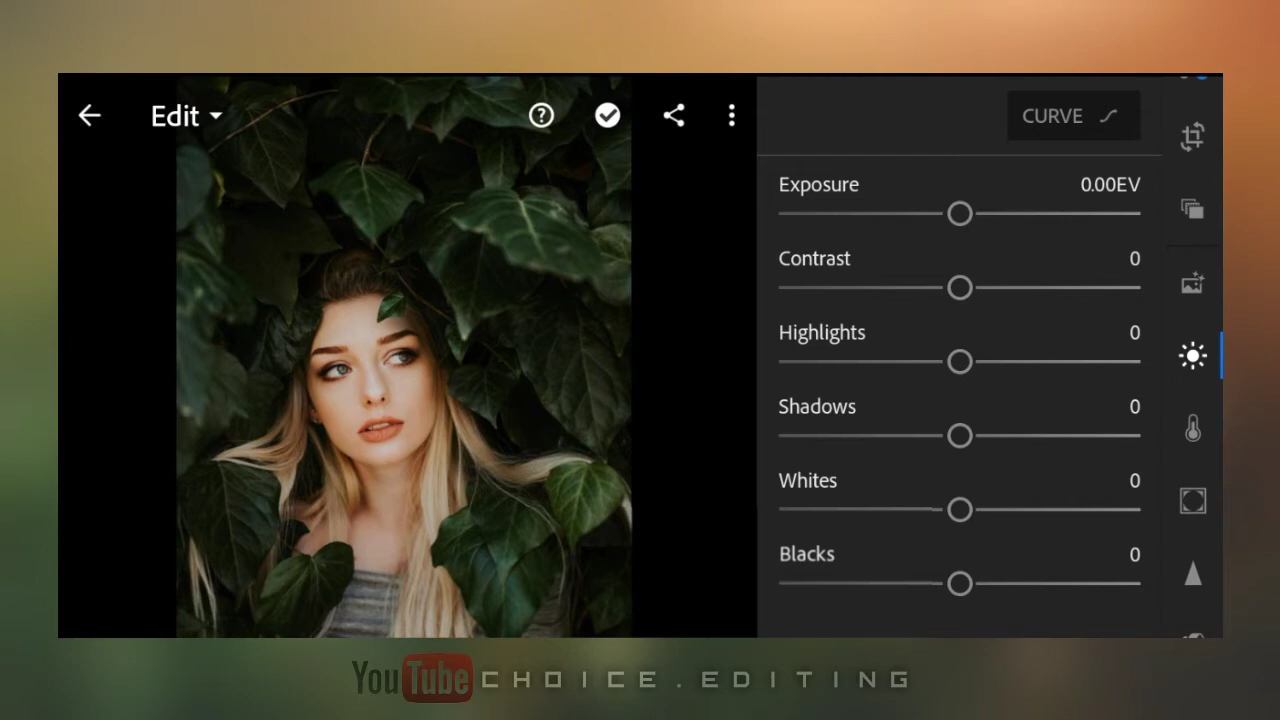 Edit
CURVE
Exposure 0.00EV
Contrast 0
Highlights 0
Shadows 0
Whites 0
Blacks 0
YouTube CHOICE.EDITING